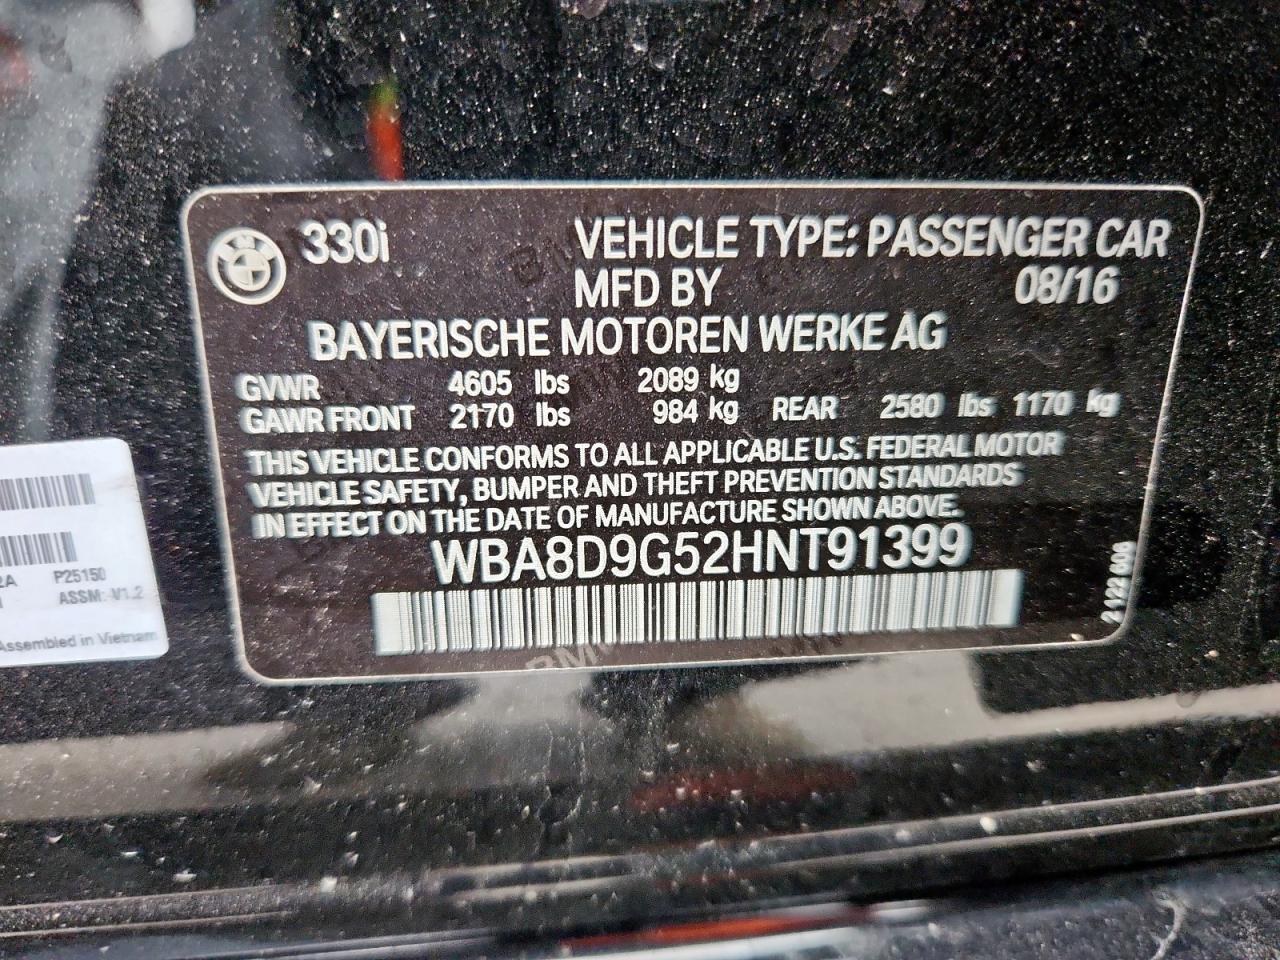 330i VEHICLE TYPE: PASSENGER CAR
MFD BY 08/16
BAYERISCHE MOTOREN WERKE AG
GVWR 4605 lbs 2089 kg
GAWR FRONT 2170 lbs 984 kg REAR 2580 lbs 1170 kg
THIS VEHICLE CONFORMS TO ALL APPLICABLE U.S. FEDERAL MOTOR
VEHICLE SAFETY, BUMPER AND THEFT PREVENTION STANDARDS
IN EFFECT ON THE DATE OF MANUFACTURE SHOWN ABOVE.
WBA8D9G52HNT91399
P25150
ASSM: V1.2
Assembled in Vietnam